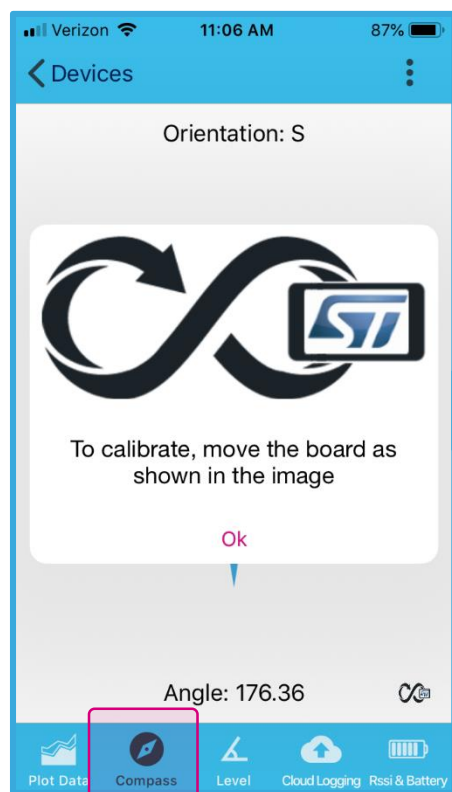 Verizon 11:06 AM 87%
Devices
Orientation: S
ST
To calibrate, move the board as
shown in the image
Ok
Angle: 176.36
Plot Data Compass Level Cloud Logging Rssi & Battery